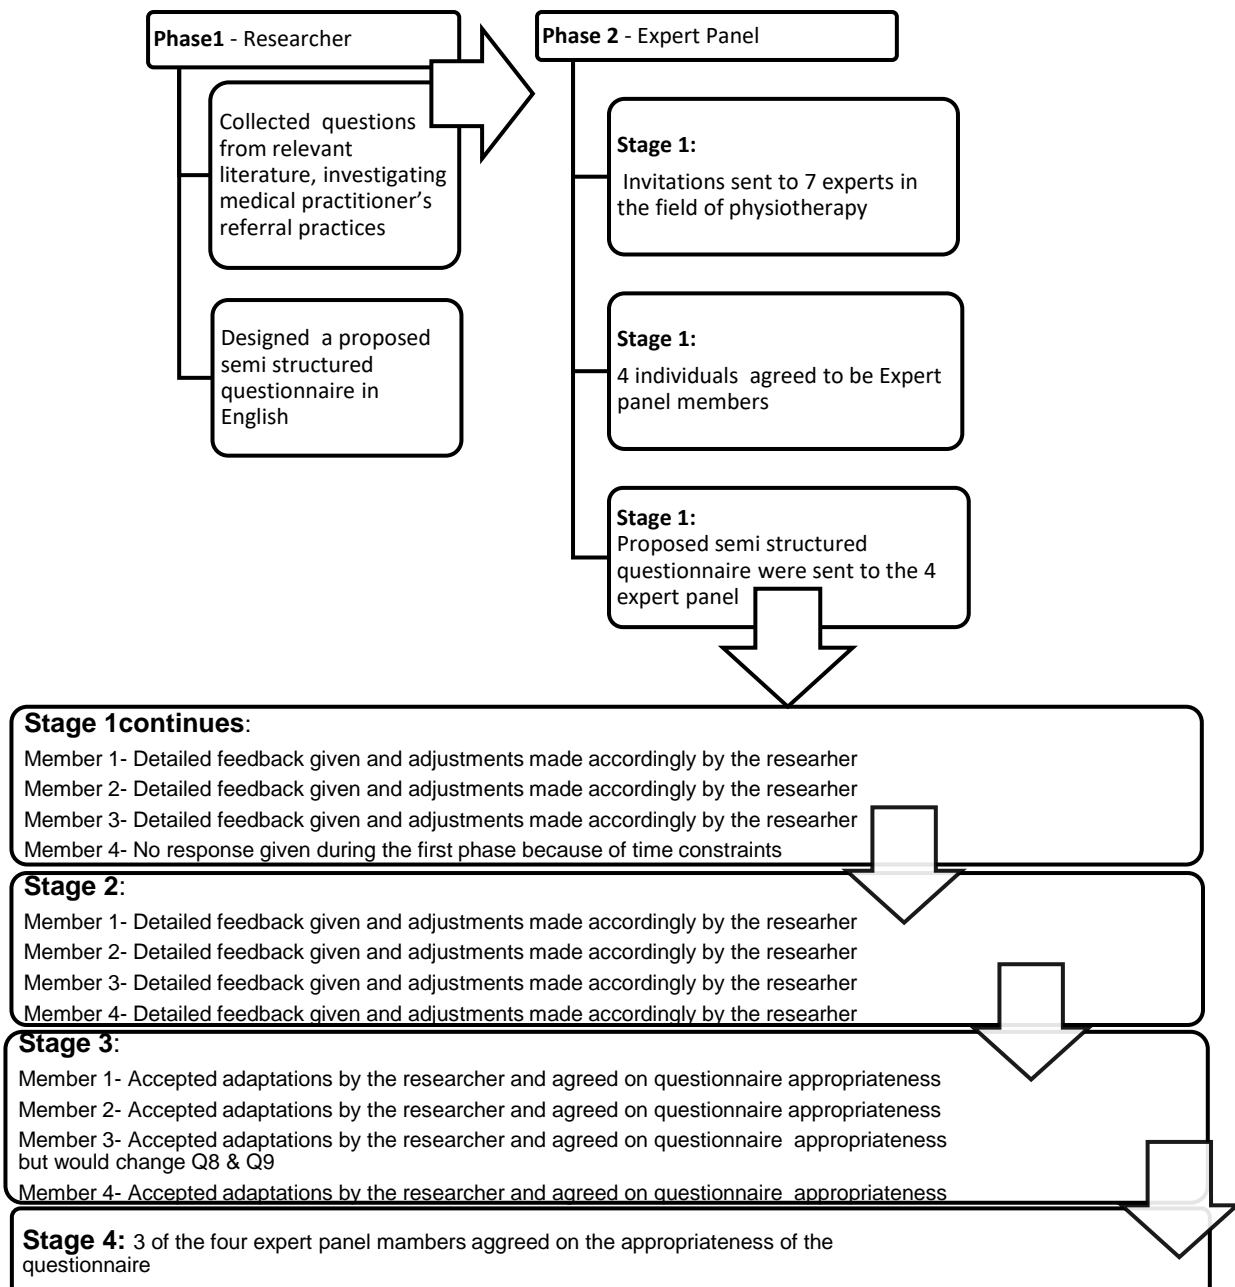 Phase1 - Researcher
Collected questions
from relevant
literature, investigating
medical practitioner’s
referral practices
Designed a proposed
semi structured
questionnaire in
English
Phase 2 - Expert Panel
Stage 1:
Invitations sent to 7 experts in
the field of physiotherapy
Stage 1:
4 individuals agreed to be Expert
panel members
Stage 1:
Proposed semi structured
questionnaire were sent to the 4
expert panel
Stage 1continues:
Member 1- Detailed feedback given and adjustments made accordingly by the researher
Member 2- Detailed feedback given and adjustments made accordingly by the researher
Member 3- Detailed feedback given and adjustments made accordingly by the researher
Member 4- No response given during the first phase because of time constraints
Stage 2:
Member 1- Detailed feedback given and adjustments made accordingly by the researher
Member 2- Detailed feedback given and adjustments made accordingly by the researher
Member 3- Detailed feedback given and adjustments made accordingly by the researher
Member 4- Detailed feedback given and adjustments made accordingly by the researher
Stage 3:
Member 1- Accepted adaptations by the researcher and agreed on questionnaire appropriateness
Member 2- Accepted adaptations by the researcher and agreed on questionnaire appropriateness
Member 3- Accepted adaptations by the researcher and agreed on questionnaire appropriateness
but would change Q8 & Q9
Member 4- Accepted adaptations by the researcher and agreed on questionnaire appropriateness
Stage 4: 3 of the four expert panel mambers aggreed on the appropriateness of the
questionnaire